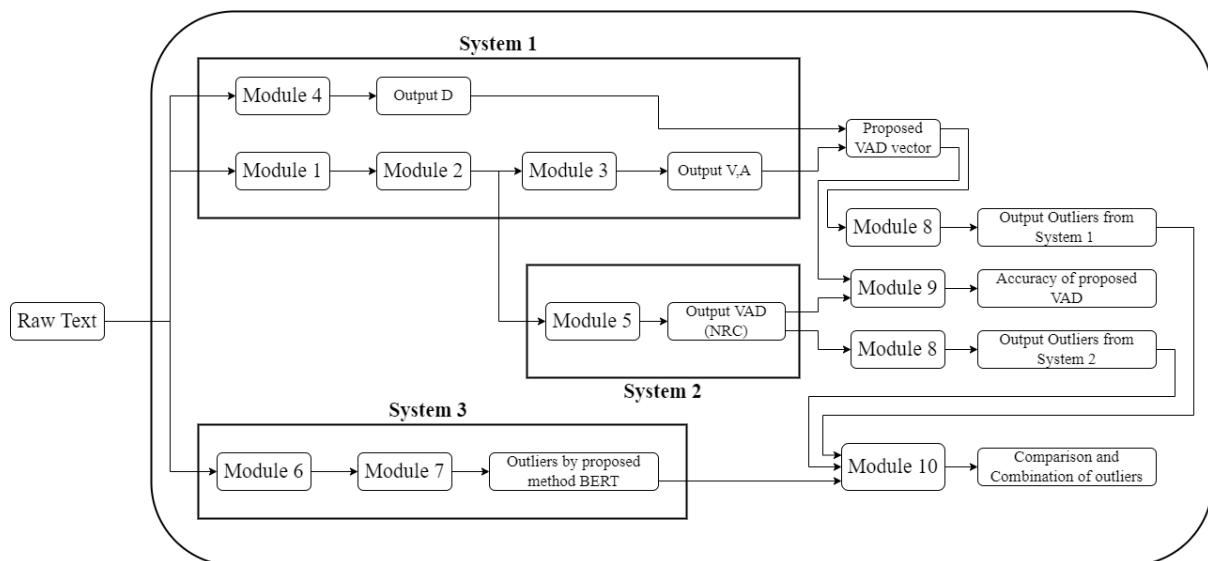 System 1
Module 4
Output D
Proposed
VAD vector
Module 1
Module 2
Module 3
Output V,A
Module 8
Output Outliers from
System 1
Raw Text
Module 5
Output VAD
(NRC)
Module 9
Accuracy of proposed
VAD
Module 8
Output Outliers from
System 2
System 2
System 3
Module 6
Module 7
Outliers by proposed
method BERT
Module 10
Comparison and
Combination of outliers